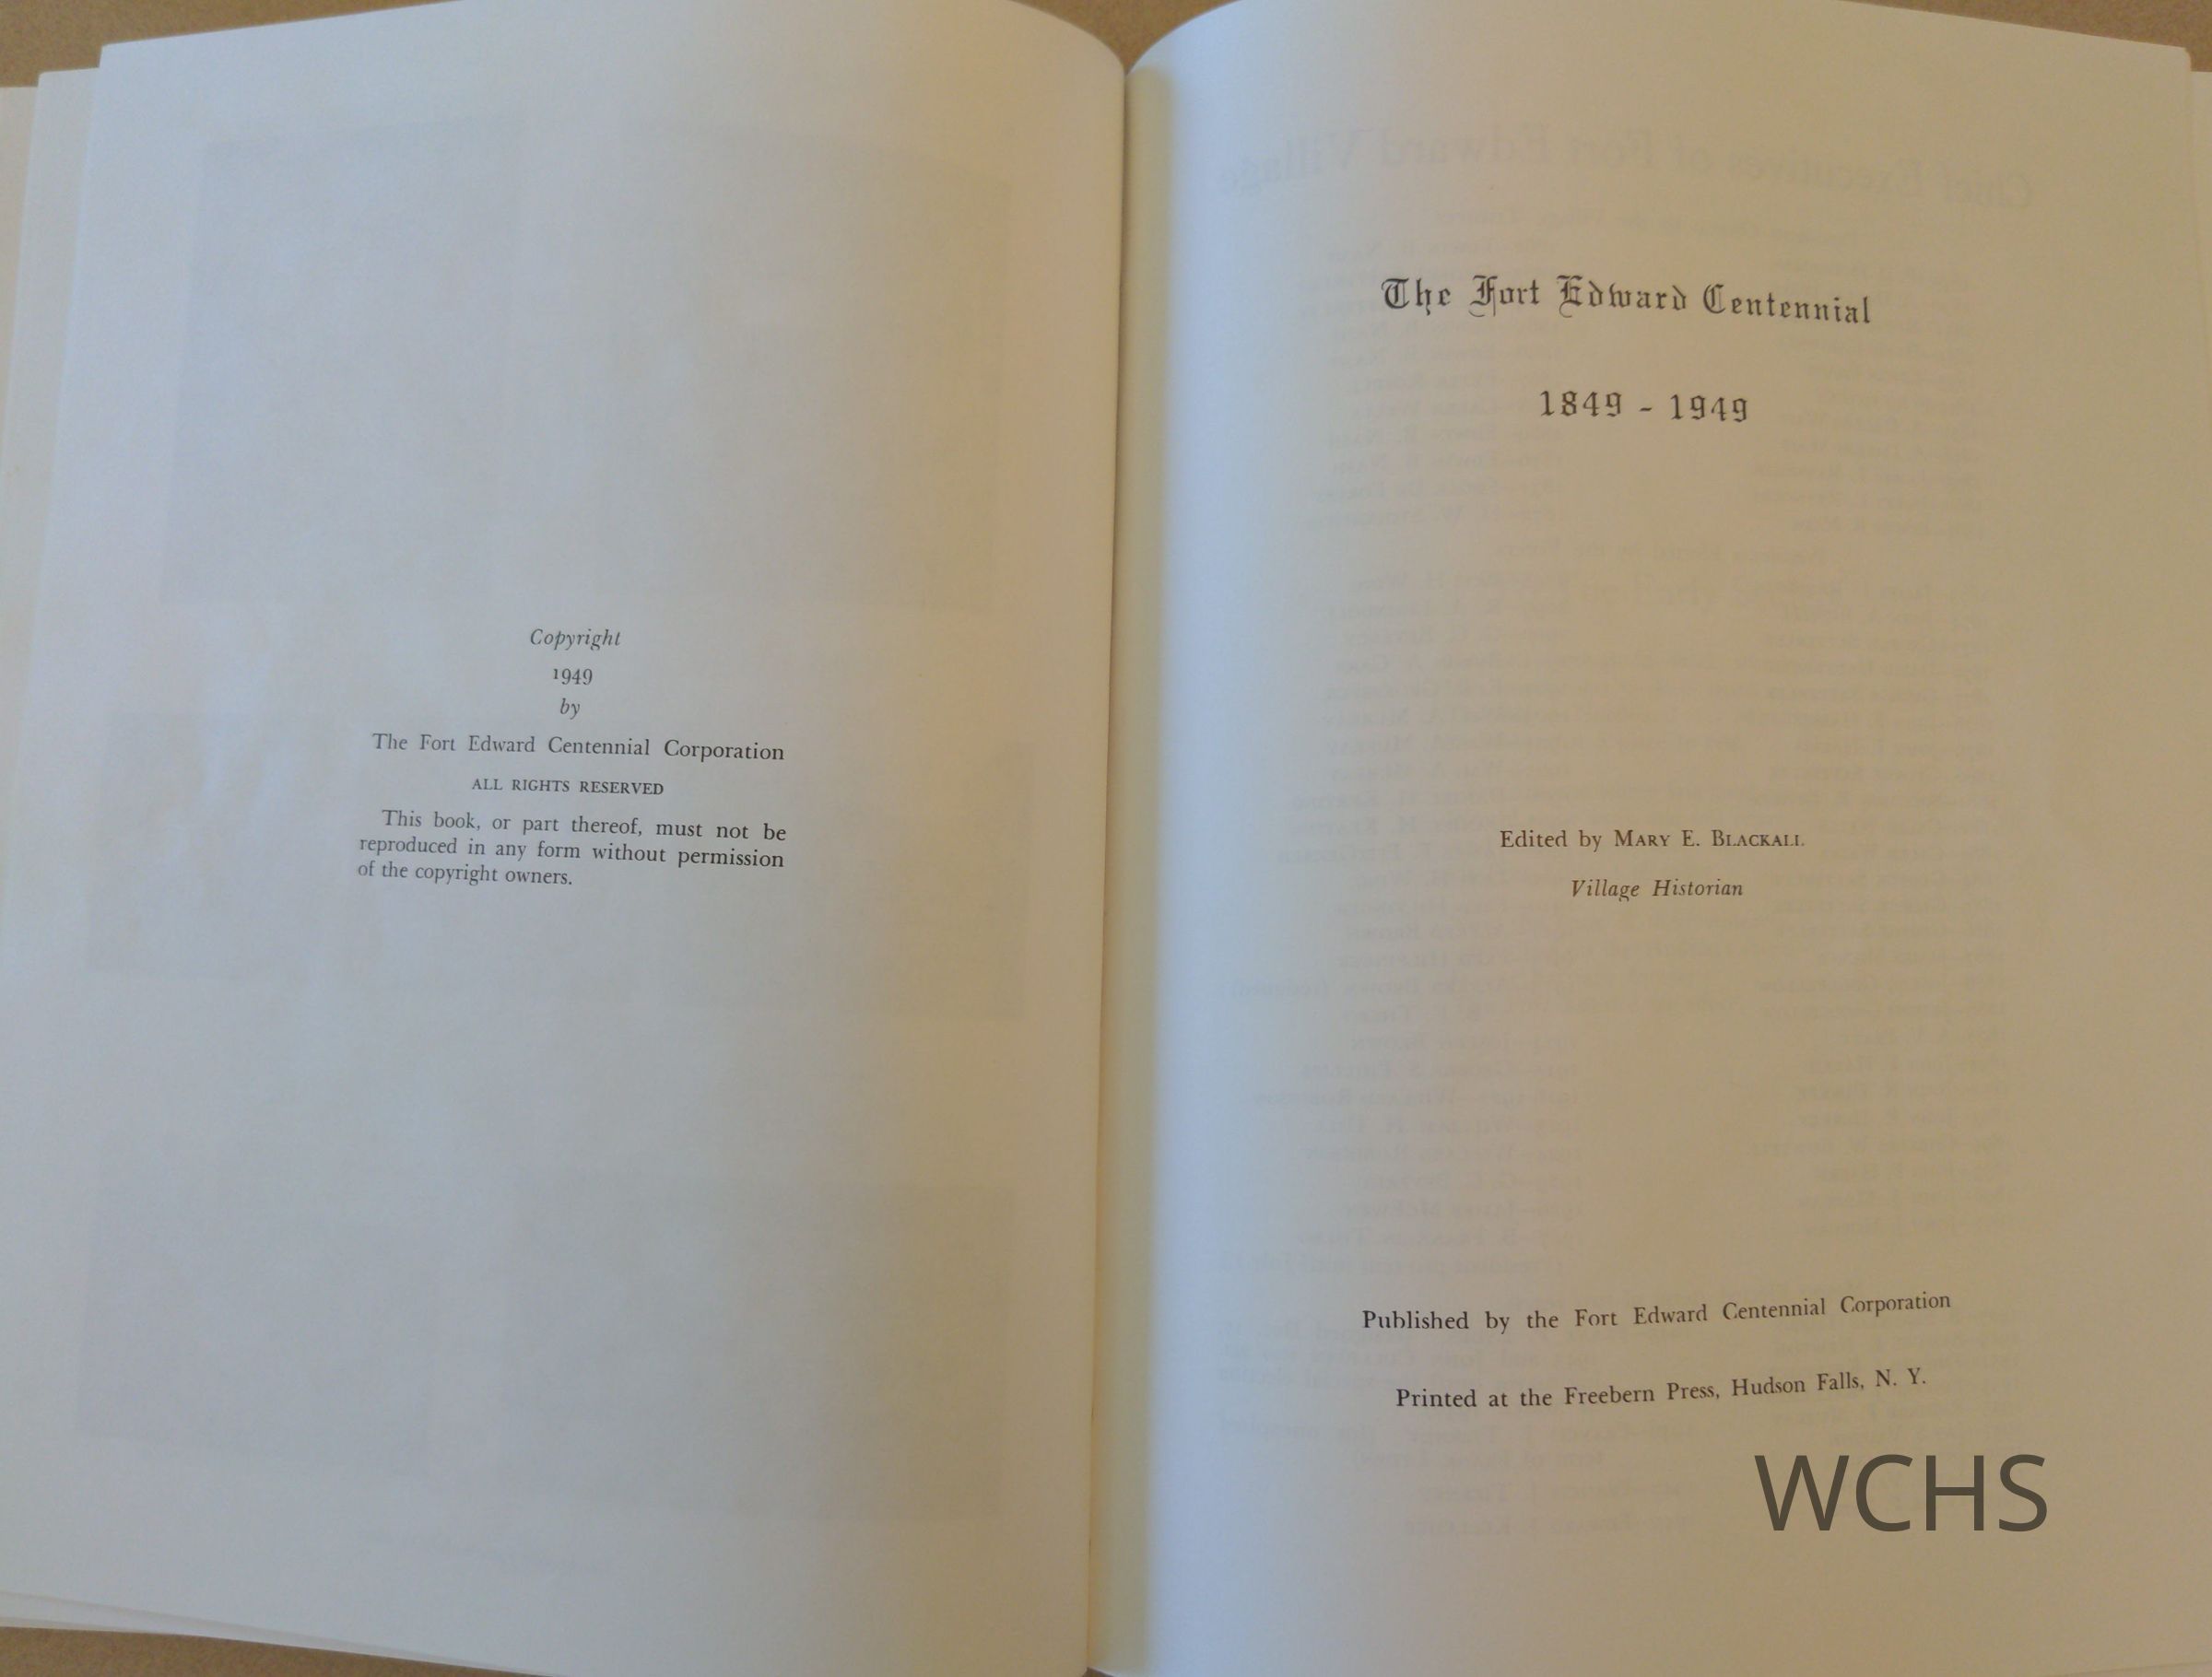 Copyright
1949
by
The Fort Edward Centennial Corporation
ALL RIGHTS RESERVED
This book, or part thereof, must not be
reproduced in any form without permission
of the copyright owners.
The Fort Edward Centennial
1849 - 1949
Edited by MARY E. BLACKALL
Village Historian
Published by the Fort Edward Centennial Corporation
Printed at the Freebern Press, Hudson Falls, N. Y.
WCHS